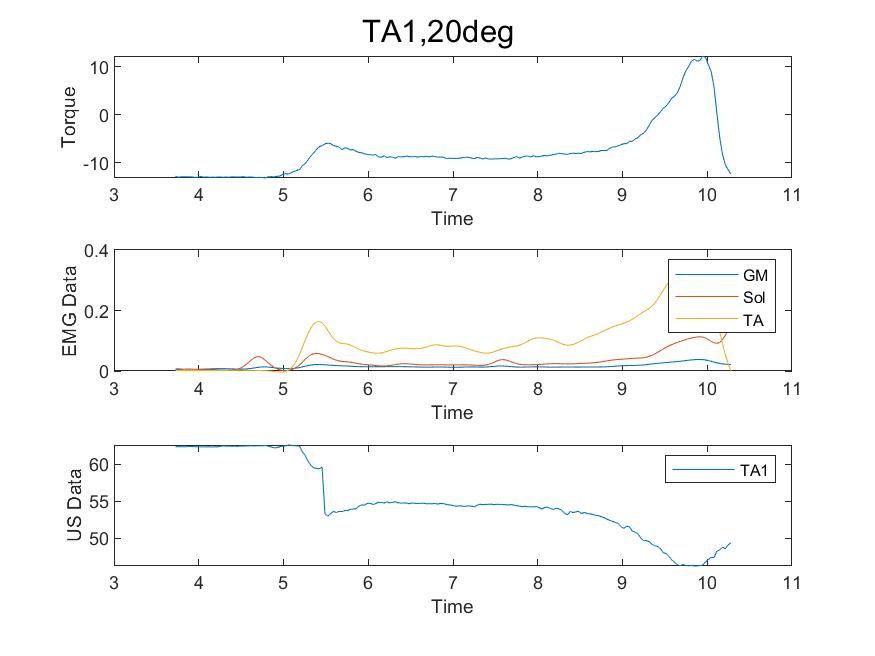 TA1,20deg
10
0
-10
Torque
3 4 5 6 7 8 9 10 11
Time
0.4
0.2
0
EMG Data
GM
Sol
TA
3 4 5 6 7 8 9 10 11
Time
60
55
50
US Data
TA1
3 4 5 6 7 8 9 10 11
Time